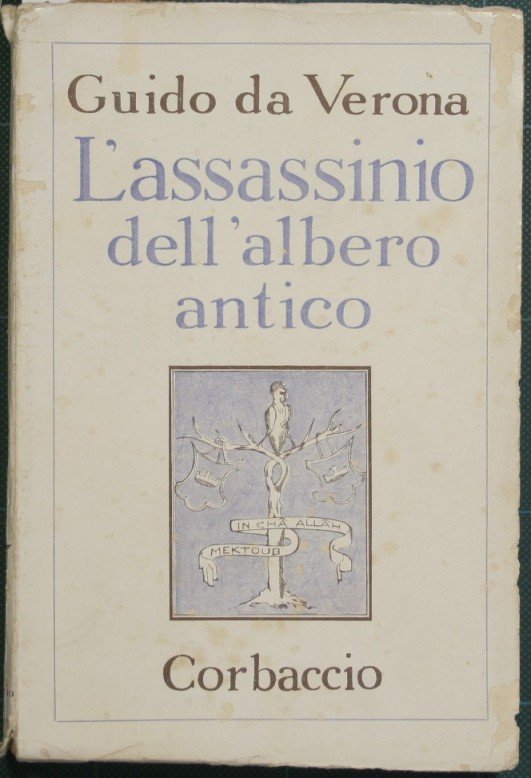 Guido da Verona
L'assassinio
dell'albero
antico
IN CHA ALLAH
MEKTOUB
Corbaccio